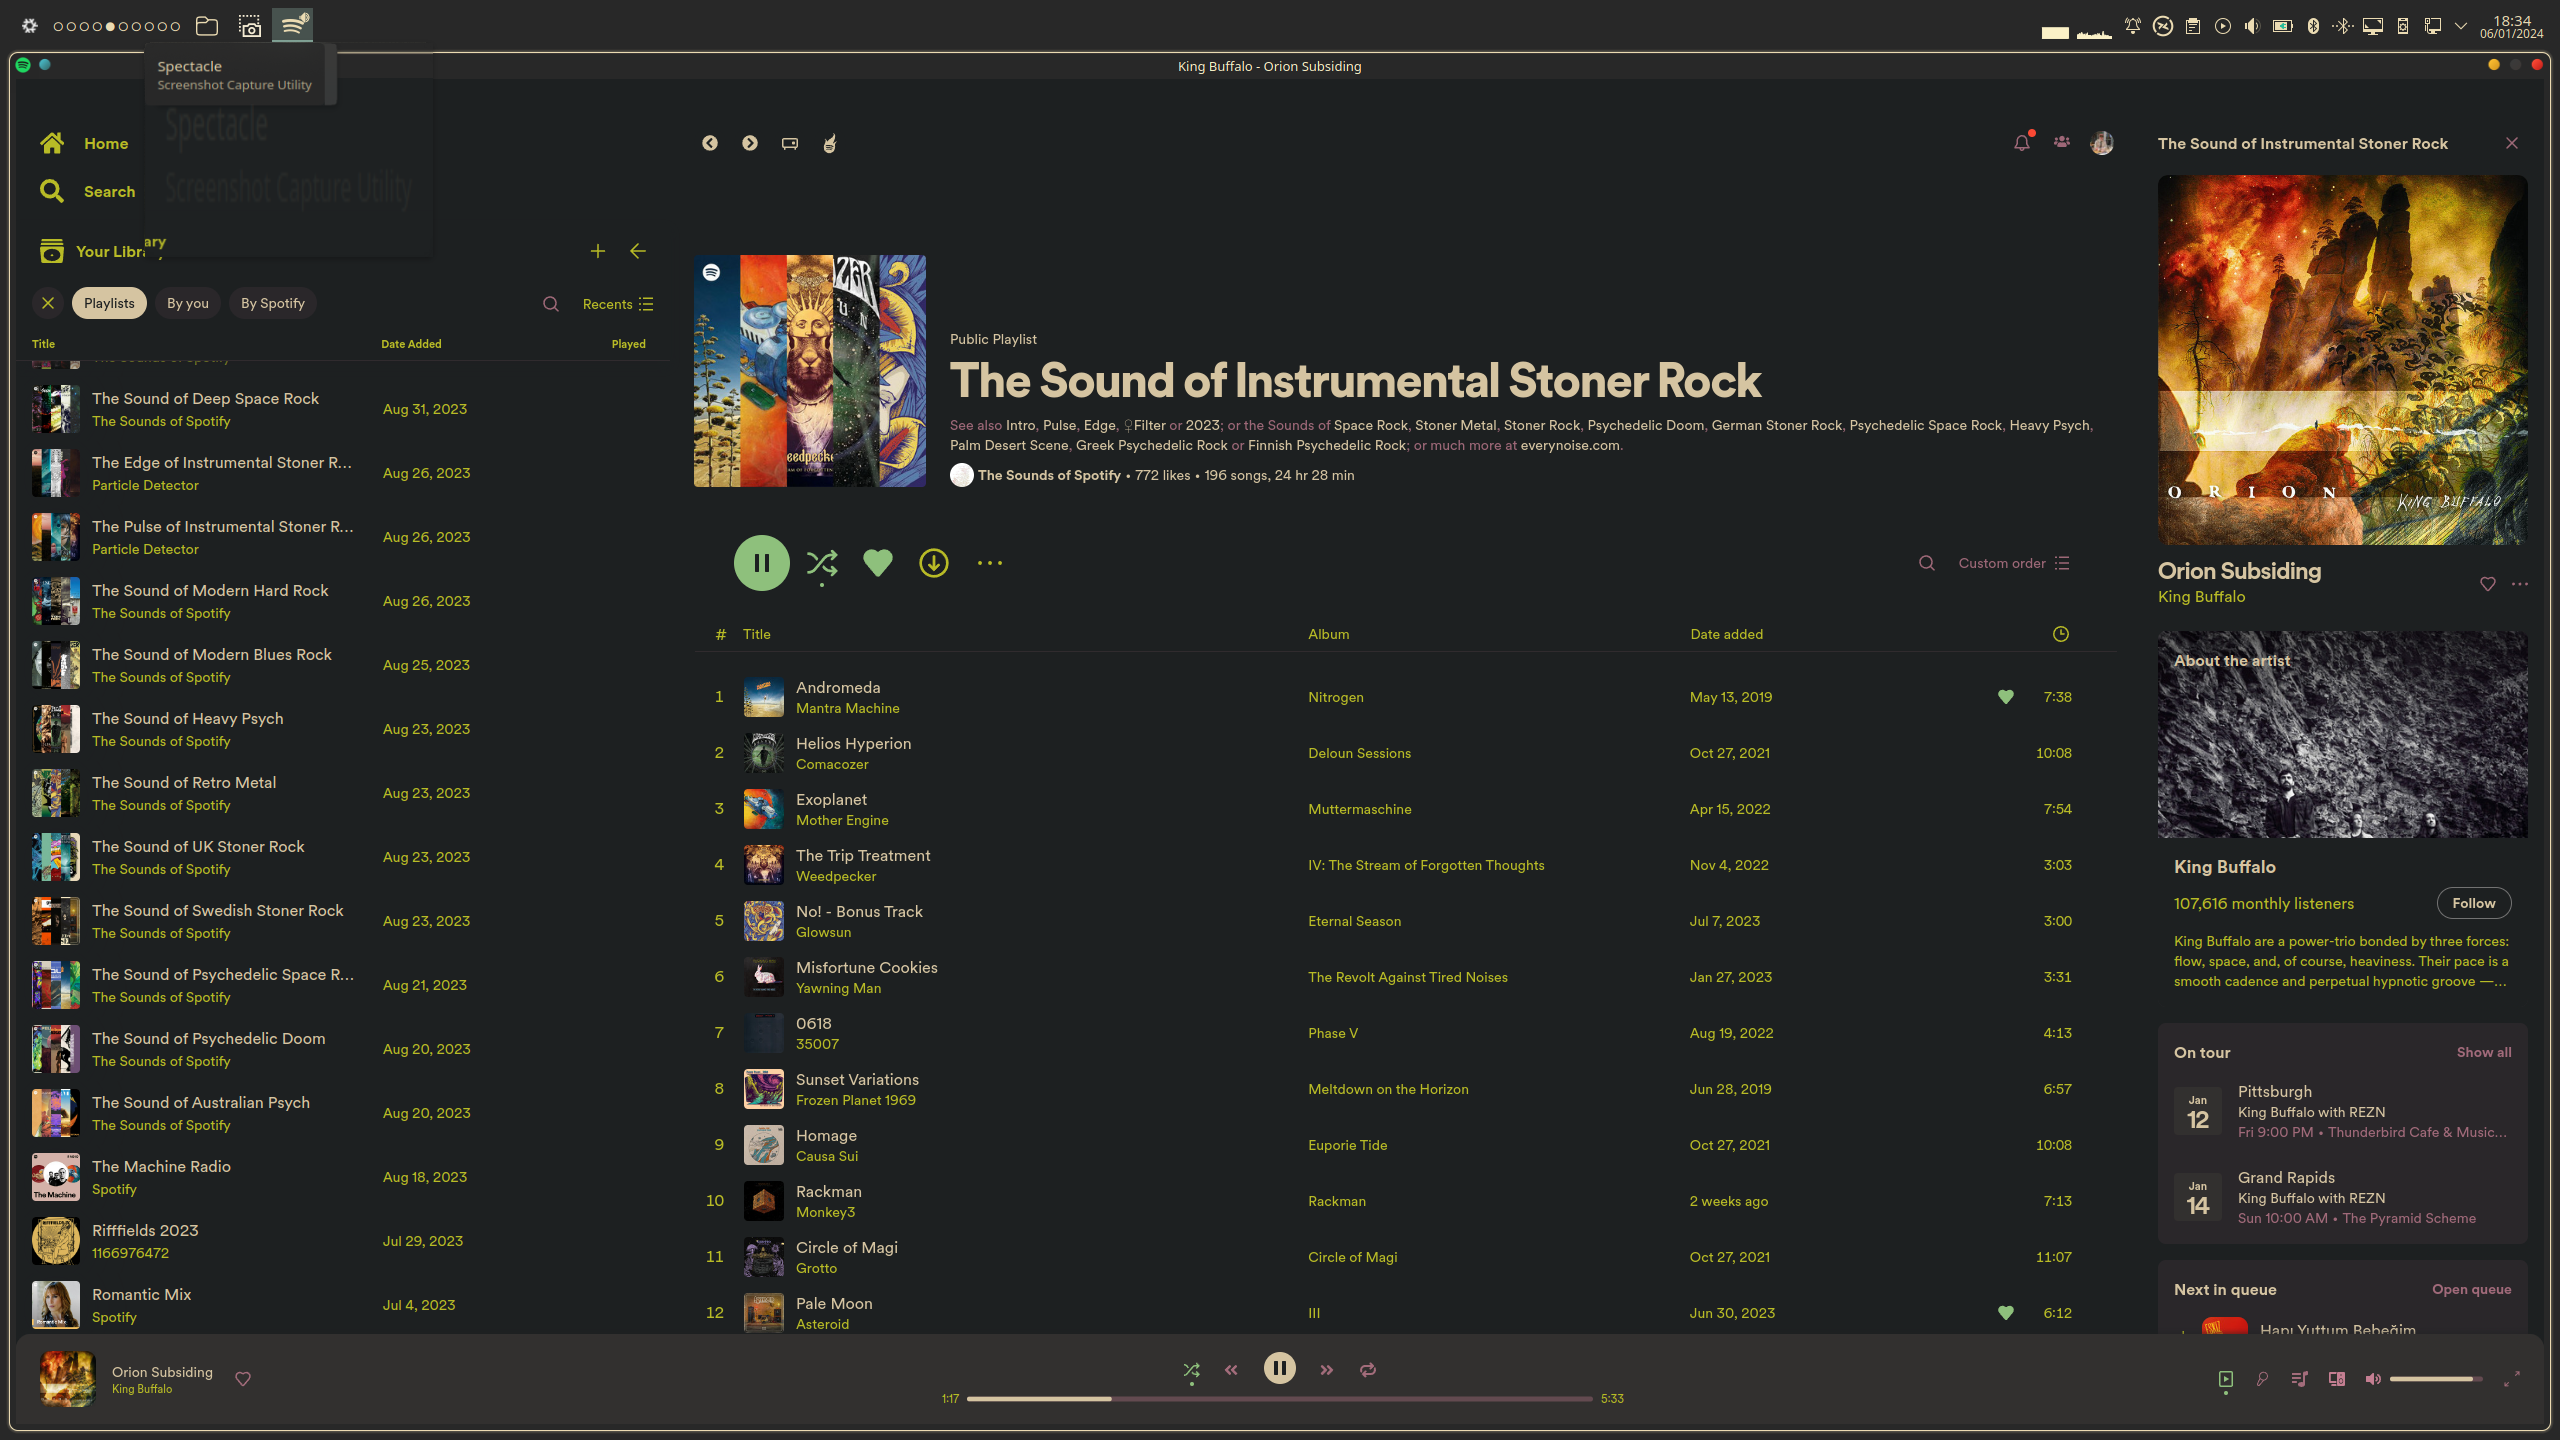 18:34
06/01/2024
King Buffalo - Orion Subsiding
Spectacle
Screenshot Capture Utility
Spectacle
Screenshot Capture Utility
Home
Search
Your Library
Playlists
By you
By Spotify
Recents
Title
Date Added
Played
The Sounds of Spotify
The Sound of Deep Space Rock
The Sounds of Spotify
Aug 31, 2023
The Edge of Instrumental Stoner R...
Particle Detector
Aug 26, 2023
The Pulse of Instrumental Stoner R...
Particle Detector
Aug 26, 2023
The Sound of Modern Hard Rock
The Sounds of Spotify
Aug 26, 2023
The Sound of Modern Blues Rock
The Sounds of Spotify
Aug 25, 2023
The Sound of Heavy Psych
The Sounds of Spotify
Aug 23, 2023
The Sound of Retro Metal
The Sounds of Spotify
Aug 23, 2023
The Sound of UK Stoner Rock
The Sounds of Spotify
Aug 23, 2023
The Sound of Swedish Stoner Rock
The Sounds of Spotify
Aug 23, 2023
The Sound of Psychedelic Space R...
The Sounds of Spotify
Aug 21, 2023
The Sound of Psychedelic Doom
The Sounds of Spotify
Aug 20, 2023
The Sound of Australian Psych
The Sounds of Spotify
Aug 20, 2023
The Machine Radio
Spotify
Aug 18, 2023
The Machine
Rifffields 2023
1166976472
Jul 29, 2023
Romantic Mix
Spotify
Jul 4, 2023
Public Playlist
The Sound of Instrumental Stoner Rock
See also Intro, Pulse, Edge, ♀Filter or 2023; or the Sounds of Space Rock, Stoner Metal, Stoner Rock, Psychedelic Doom, German Stoner Rock, Psychedelic Space Rock, Heavy Psych,
Palm Desert Scene, Greek Psychedelic Rock or Finnish Psychedelic Rock; or much more at everynoise.com.
The Sounds of Spotify • 772 likes • 196 songs, 24 hr 28 min
Custom order
# Title Album Date added
1 Andromeda Nitrogen May 13, 2019 7:38
Mantra Machine
2 Helios Hyperion Deloun Sessions Oct 27, 2021 10:08
Comacozer
3 Exoplanet Muttermaschine Apr 15, 2022 7:54
Mother Engine
4 The Trip Treatment IV: The Stream of Forgotten Thoughts Nov 4, 2022 3:03
Weedpecker
5 No! - Bonus Track Eternal Season Jul 7, 2023 3:00
Glowsun
6 Misfortune Cookies The Revolt Against Tired Noises Jan 27, 2023 3:31
Yawning Man
7 0618 Phase V Aug 19, 2022 4:13
35007
8 Sunset Variations Meltdown on the Horizon Jun 28, 2019 6:57
Frozen Planet 1969
9 Homage Euporie Tide Oct 27, 2021 10:08
Causa Sui
10 Rackman Rackman 2 weeks ago 7:13
Monkey3
11 Circle of Magi Circle of Magi Oct 27, 2021 11:07
Grotto
12 Pale Moon III Jun 30, 2023 6:12
Asteroid
The Sound of Instrumental Stoner Rock
ORION
KING BUFFALO
Orion Subsiding
King Buffalo
About the artist
King Buffalo
107,616 monthly listeners
Follow
King Buffalo are a power-trio bonded by three forces:
flow, space, and, of course, heaviness. Their pace is a
smooth cadence and perpetual hypnotic groove —...
On tour
Show all
Jan
12
Pittsburgh
King Buffalo with REZN
Fri 9:00 PM • Thunderbird Cafe & Music...
Jan
14
Grand Rapids
King Buffalo with REZN
Sun 10:00 AM • The Pyramid Scheme
Next in queue
Open queue
Hapı Yuttum Bebeğim
Orion Subsiding
King Buffalo
1:17
5:33